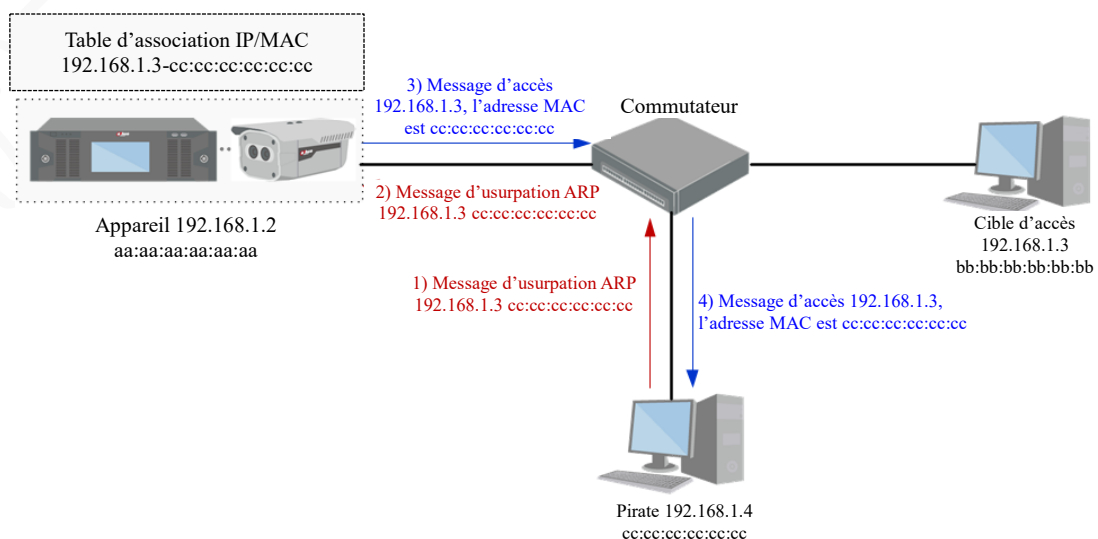 Table d’association IP/MAC
192.168.1.3-cc:cc:cc:cc:cc:cc
3) Message d’accès
192.168.1.3, l’adresse MAC
est cc:cc:cc:cc:cc:cc
Commutateur
2) Message d’usurpation ARP
192.168.1.3 cc:cc:cc:cc:cc:cc
Appareil 192.168.1.2
aa:aa:aa:aa:aa:aa
Cible d’accès
192.168.1.3
bb:bb:bb:bb:bb:bb
1) Message d’usurpation ARP
192.168.1.3 cc:cc:cc:cc:cc:cc
4) Message d’accès 192.168.1.3,
l’adresse MAC est cc:cc:cc:cc:cc:cc
Pirate 192.168.1.4
cc:cc:cc:cc:cc:cc